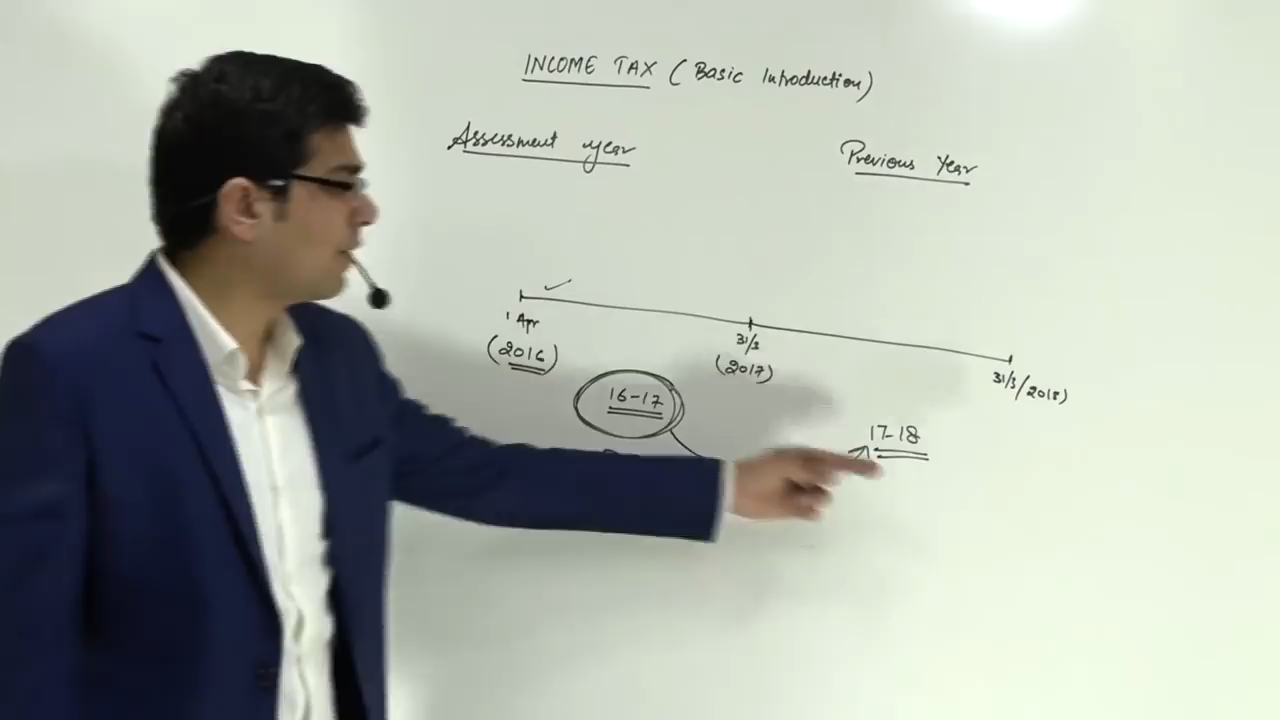 INCOME TAX (Basic Introduction)
Assessment year
Previous Year
1 Apr
(2016)
31/3
(2017)
31/3/2018)
16-17
17-18